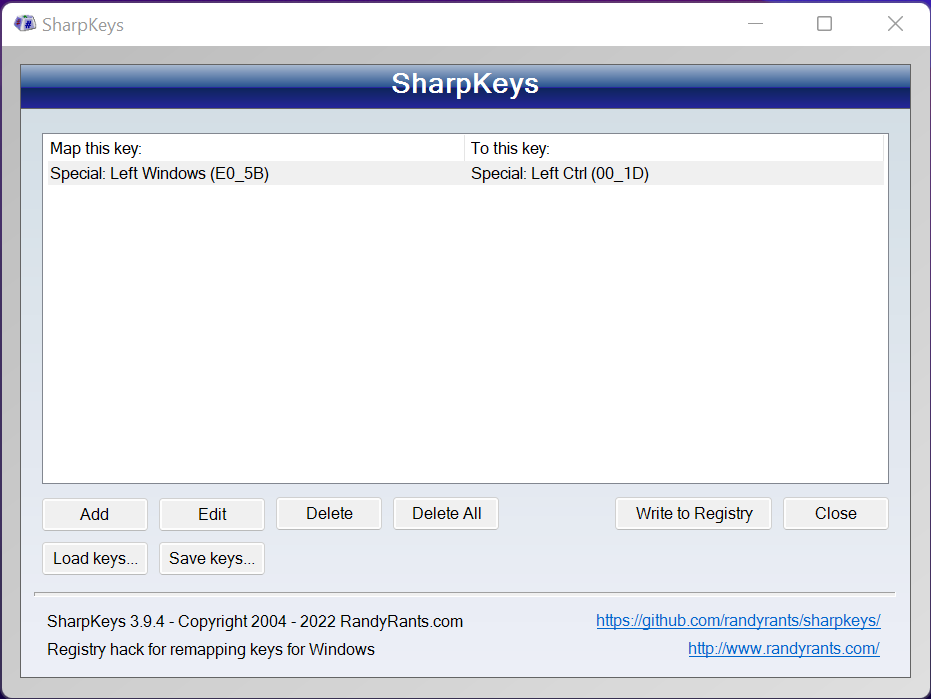 SharpKeys
SharpKeys
Map this key: To this key:
Special: Left Windows (E0_5B) Special: Left Ctrl (00_1D)
Add Edit Delete Delete All Write to Registry Close
Load keys... Save keys...
SharpKeys 3.9.4 - Copyright 2004 - 2022 RandyRants.com https://github.com/randyrants/sharpkeys/
Registry hack for remapping keys for Windows http://www.randyrants.com/